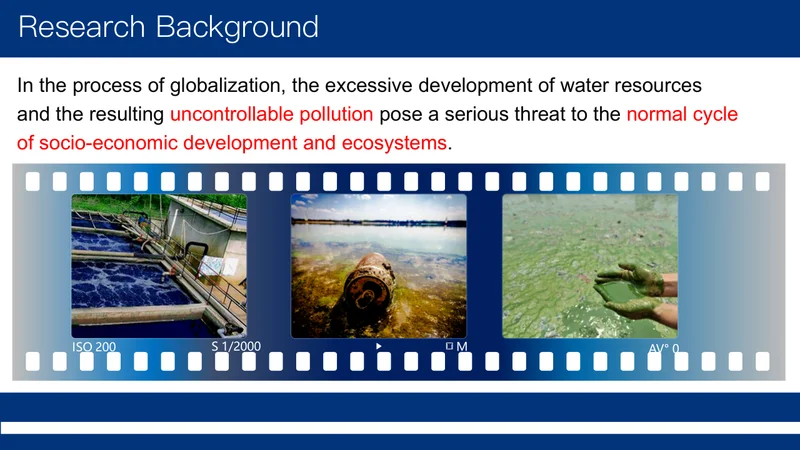 Research Background
In the process of globalization, the excessive development of water resources
and the resulting uncontrollable pollution pose a serious threat to the normal cycle
of socio-economic development and ecosystems.
ISO 200
S 1/2000
M
AV° 0